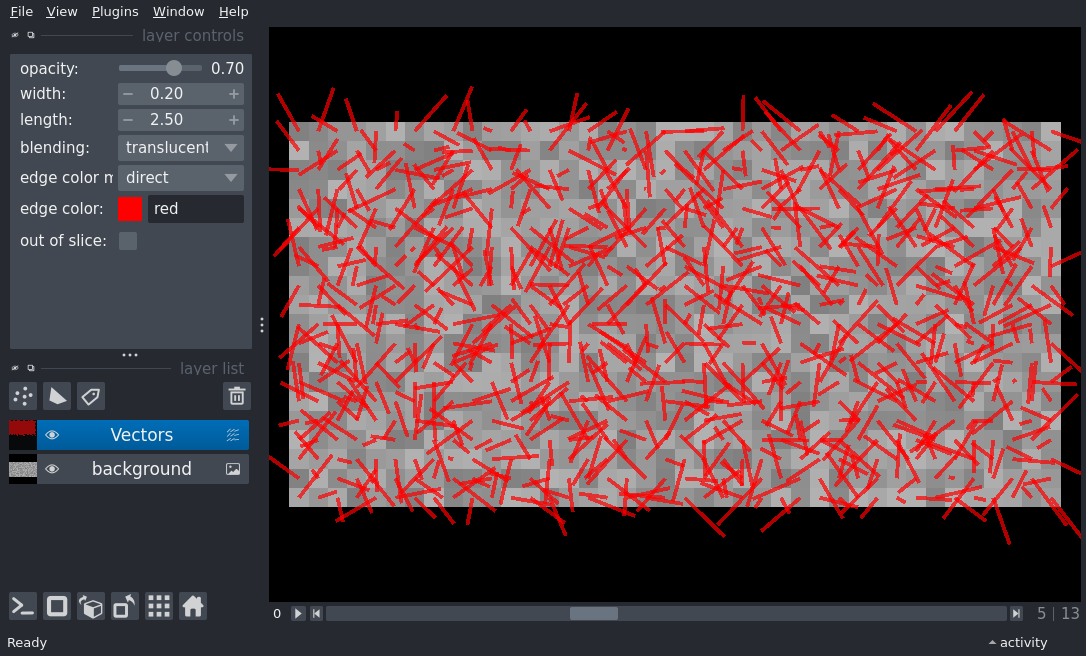 File View Plugins Window Help
layer controls
opacity: 0.70
width: 0.20
length: 2.50
blending: translucent
edge color m direct
edge color: red
out of slice:
layer list
Vectors
background
0 5 | 13
Ready activity